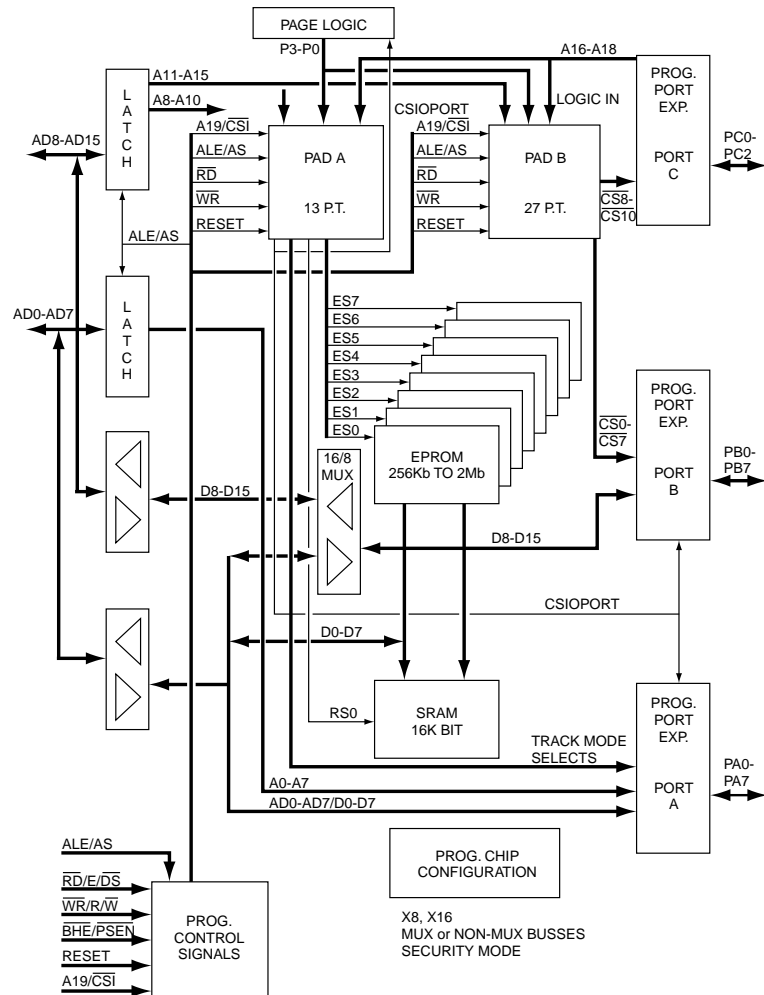 PAGE LOGIC
P3-P0
A16-A18
A11-A15
A8-A10
LOGIC IN
CSIOPORT
L
A
T
C
H
AD8-AD15
A19/CSI
ALE/AS
RD
WR
RESET
PAD A
13 P.T.
A19/CSI
ALE/AS
RD
WR
RESET
PAD B
27 P.T.
CS8-
CS10
PROG.
PORT
EXP.
PORT
C
PC0-
PC2
ALE/AS
AD0-AD7
L
A
T
C
H
ES7
ES6
ES5
ES4
ES3
ES2
ES1
ES0
EPROM
256Kb TO 2Mb
16/8
MUX
D8-D15
D8-D15
CS0-
CS7
PROG.
PORT
EXP.
PORT
B
PB0-
PB7
CSIOPORT
D0-D7
RS0
SRAM
16K BIT
TRACK MODE
SELECTS
A0-A7
AD0-AD7/D0-D7
PROG.
PORT
EXP.
PORT
A
PA0-
PA7
ALE/AS
RD/E/DS
WR/R/W
BHE/PSEN
RESET
A19/CSI
PROG.
CONTROL
SIGNALS
PROG. CHIP
CONFIGURATION
X8, X16
MUX or NON-MUX BUSSES
SECURITY MODE